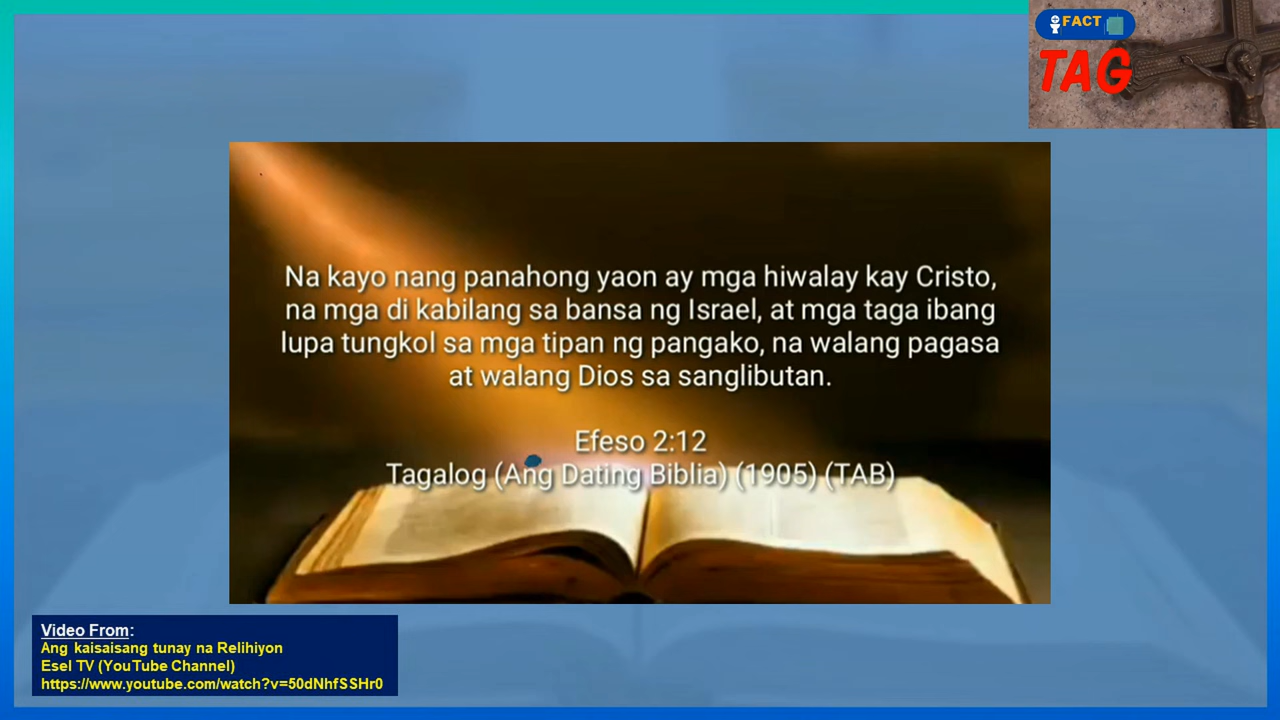 FACT
TAG
Na kayo nang panahong yaon ay mga hiwalay kay Cristo,
na mga di kabilang sa bansa ng Israel, at mga taga ibang
lupa tungkol sa mga tipan ng pangako, na walang pagasa
at walang Dios sa sanglibutan.
Efeso 2:12
Tagalog (Ang Dating Biblia) (1905) (TAB)
Video From:
Ang kaisaisang tunay na Relihiyon
Esel TV (YouTube Channel)
https://www.youtube.com/watch?v=50dNhfSSHr0